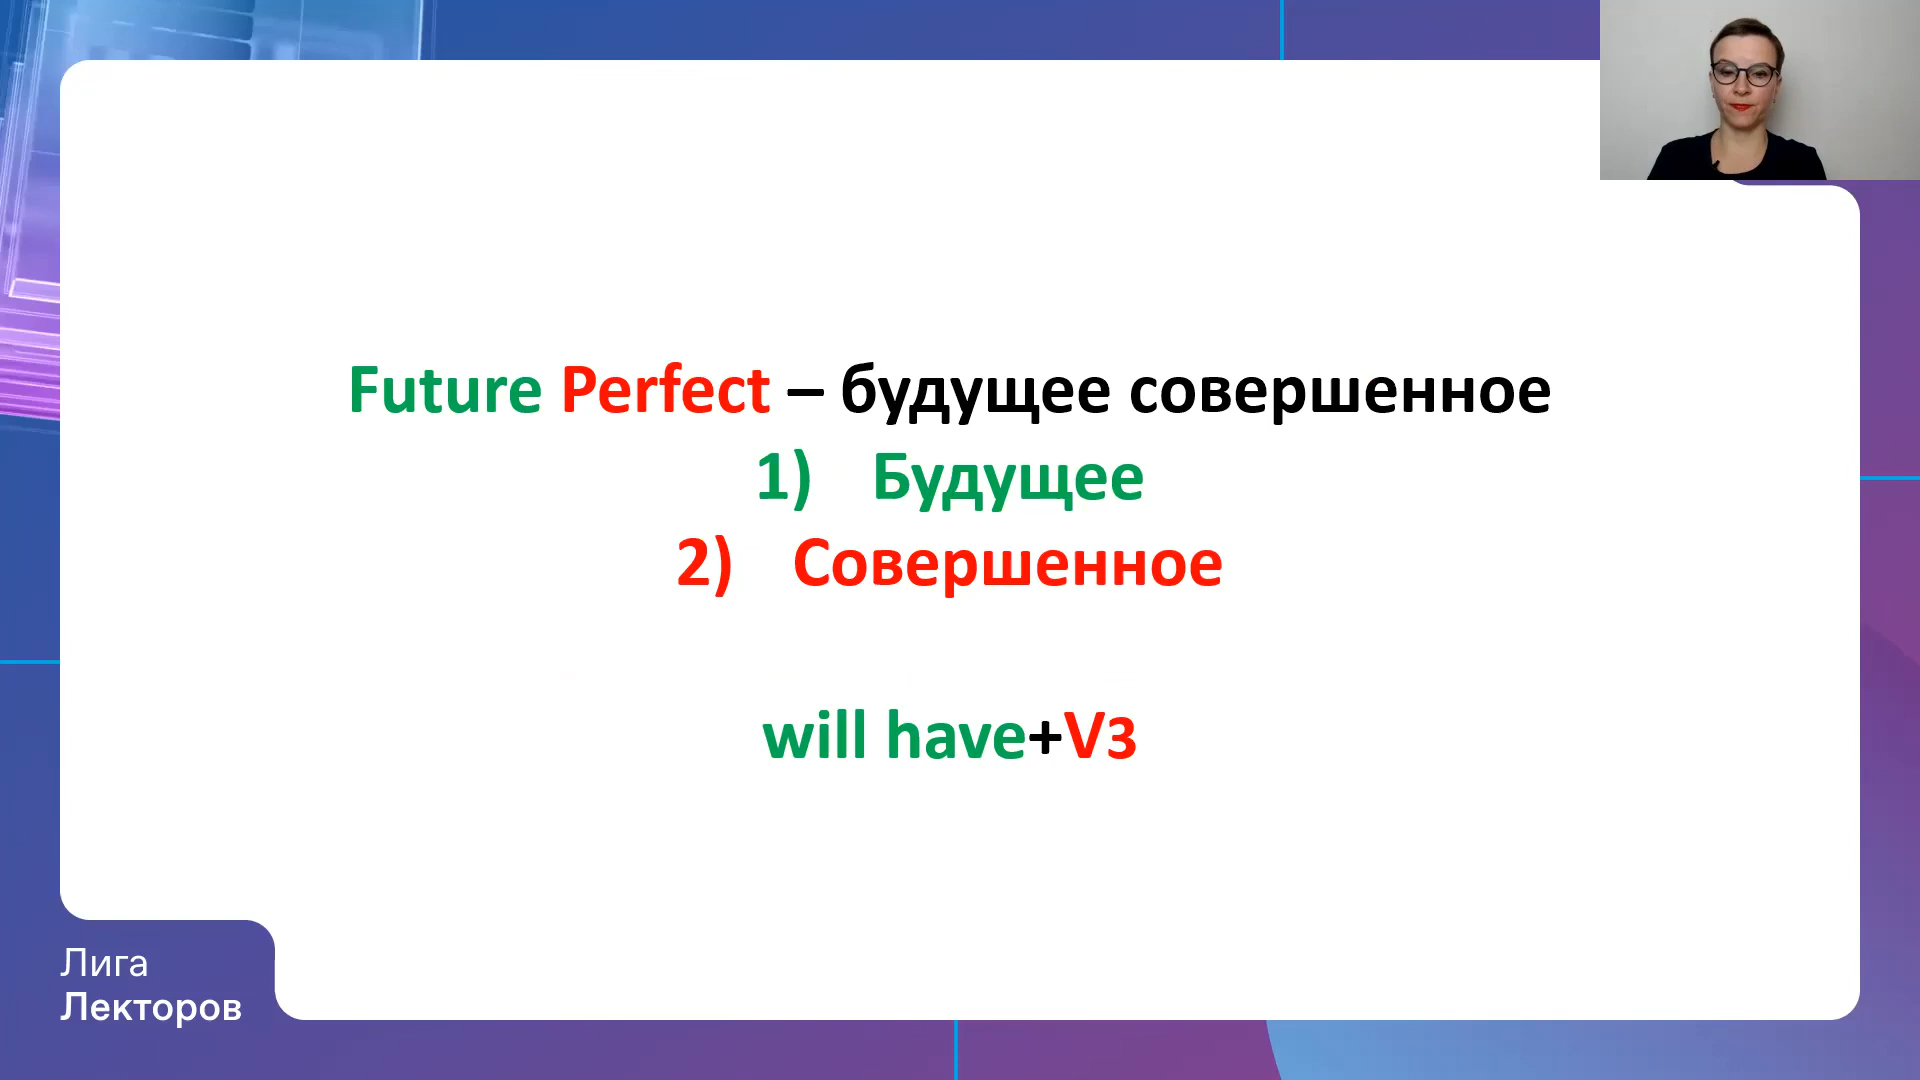 Future Perfect – будущее совершенное
1) Будущее
2) Совершенное
will have+V3
Лига
Лекторов